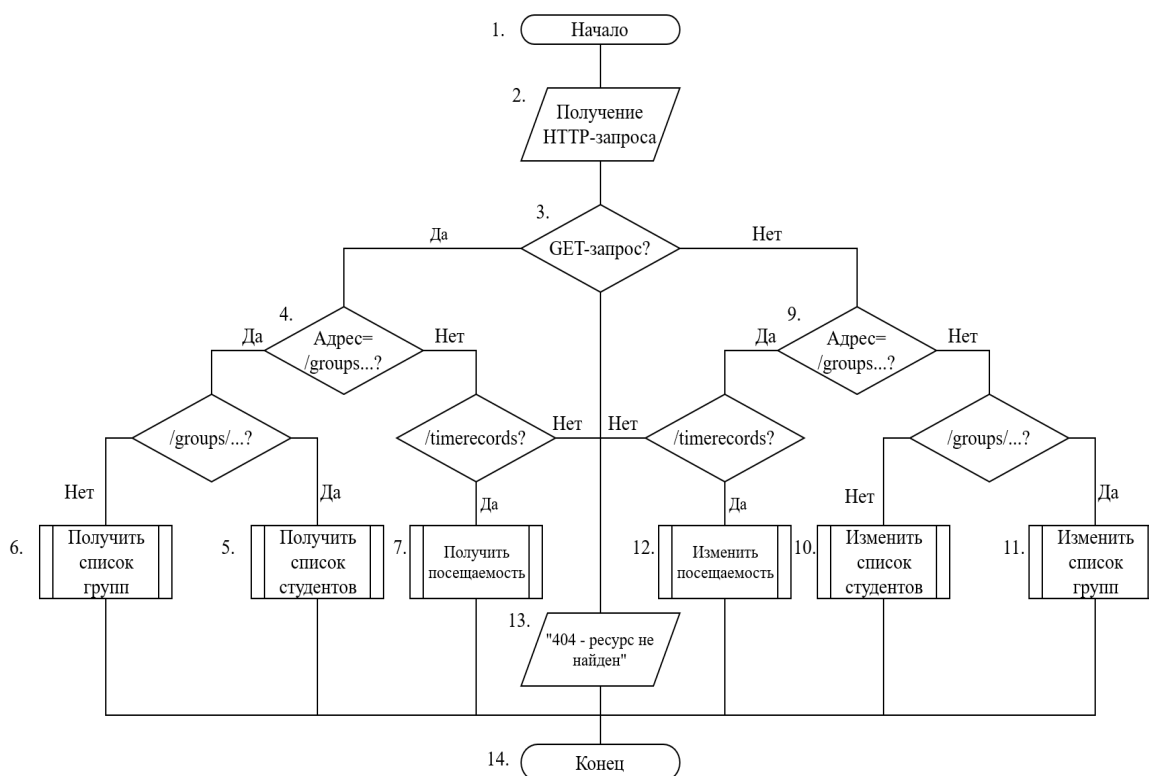 1.
Начало
2.
Получение
HTTP-запроса
3.
GET-запрос?
Да
Нет
4.
Адрес=
/groups...?
Да
Нет
9.
Адрес=
/groups...?
Да
Нет
/groups/...?
Нет
Да
/timerecords?
Нет
Да
/timerecords?
Нет
Да
/groups/...?
Нет
Да
6.
Получить
список
групп
5.
Получить
список
студентов
7.
Получить
посещаемость
12.
Изменить
посещаемость
10.
Изменить
список
студентов
11.
Изменить
список
групп
13.
"404 - ресурс не
найден"
14.
Конец